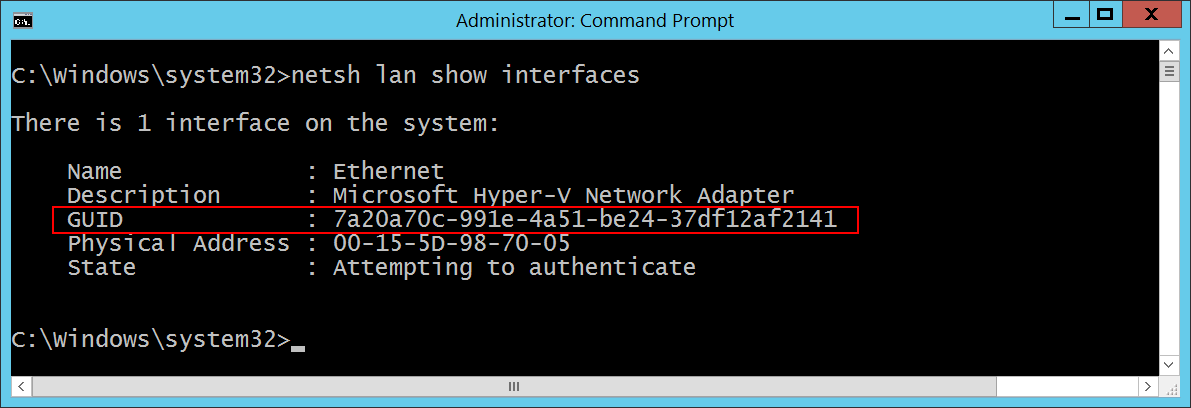 Administrator: Command Prompt
C:\Windows\system32>netsh lan show interfaces
There is 1 interface on the system:
Name : Ethernet
Description : Microsoft Hyper-V Network Adapter
GUID : 7a20a70c-991e-4a51-be24-37df12af2141
Physical Address : 00-15-5D-98-70-05
State : Attempting to authenticate
C:\Windows\system32>_